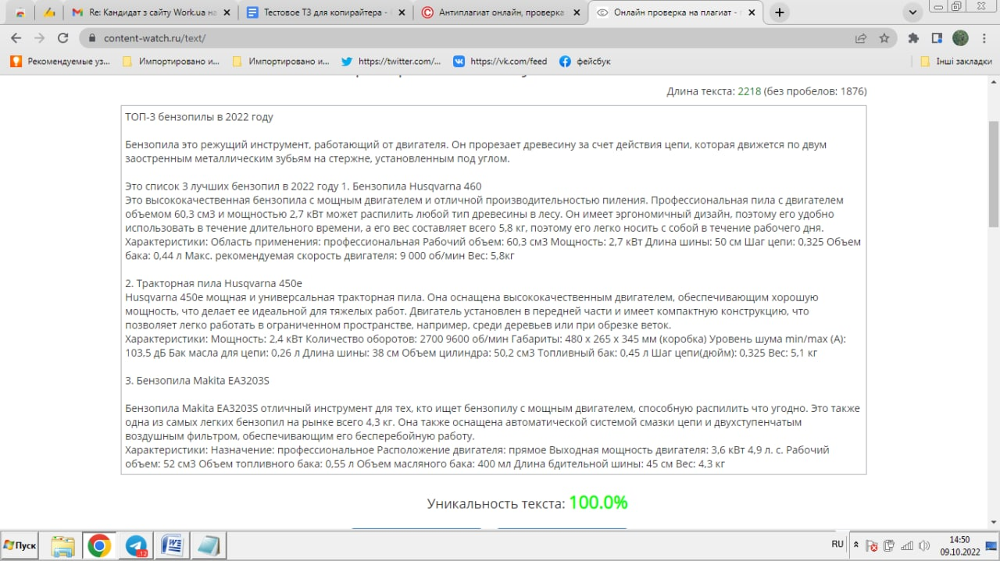 Re: Кандидат з сайту Work.ua на
Тестовое ТЗ для копирайтера -
Антиплагиат онлайн, проверка
Онлайн проверка на плагиат -
content-watch.ru/text/
Рекомендуемые уз...
Импортировано и...
Импортировано и...
https://twitter.com/...
https://vk.com/feed
фейсбук
Інші закладки
Длина текста: 2218 (без пробелов: 1876)
ТОП-3 бензопилы в 2022 году
Бензопила это режущий инструмент, работающий от двигателя. Он прорезает древесину за счет действия цепи, которая движется по двум
заостренным металлическим зубьям на стержне, установленным под углом.
Это список 3 лучших бензопил в 2022 году 1. Бензопила Husqvarna 460
Это высококачественная бензопила с мощным двигателем и отличной производительностью пиления. Профессиональная пила с двигателем
объемом 60,3 см3 и мощностью 2,7 кВт может распилить любой тип древесины в лесу. Он имеет эргономичный дизайн, поэтому его удобно
использовать в течение длительного времени, а его вес составляет всего 5,8 кг, поэтому его легко носить с собой в течение рабочего дня.
Характеристики: Область применения: профессиональная Рабочий объем: 60,3 см3 Мощность: 2,7 кВт Длина шины: 50 см Шаг цепи: 0,325 Объем
бака: 0,44 л Макс. рекомендуемая скорость двигателя: 9 000 об/мин Вес: 5,8кг
2. Тракторная пила Husqvarna 450e
Husqvarna 450e мощная и универсальная тракторная пила. Она оснащена высококачественным двигателем, обеспечивающим хорошую
мощность, что делает ее идеальной для тяжелых работ. Двигатель установлен в передней части и имеет компактную конструкцию, что
позволяет легко работать в ограниченном пространстве, например, среди деревьев или при обрезке веток.
Характеристики: Мощность: 2,4 кВт Количество оборотов: 2700 9600 об/мин Габариты: 480 x 265 x 345 мм (коробка) Уровень шума min/max (А):
103,5 дБ Бак масла для цепи: 0,26 л Длина шины: 38 см Объем цилиндра: 50,2 см3 Топливный бак: 0,45 л Шаг цепи(дюйм): 0,325 Вес: 5,1 кг
3. Бензопила Makita EA3203S
Бензопила Makita EA3203S отличный инструмент для тех, кто ищет бензопилу с мощным двигателем, способную распилить что угодно. Это также
одна из самых легких бензопил на рынке всего 4,3 кг. Она также оснащена автоматической системой смазки цепи и двухступенчатым
воздушным фильтром, обеспечивающим его бесперебойную работу.
Характеристики: Назначение: профессиональное Расположение двигателя: прямое Выходная мощность двигателя: 3,6 кВт 4,9 л. с. Рабочий
объем: 52 см3 Объем топливного бака: 0,55 л Объем масляного бака: 400 мл Длина бдительной шины: 45 см Вес: 4,3 кг
Уникальность текста: 100.0%
Пуск
12
RU
14:50
09.10.2022